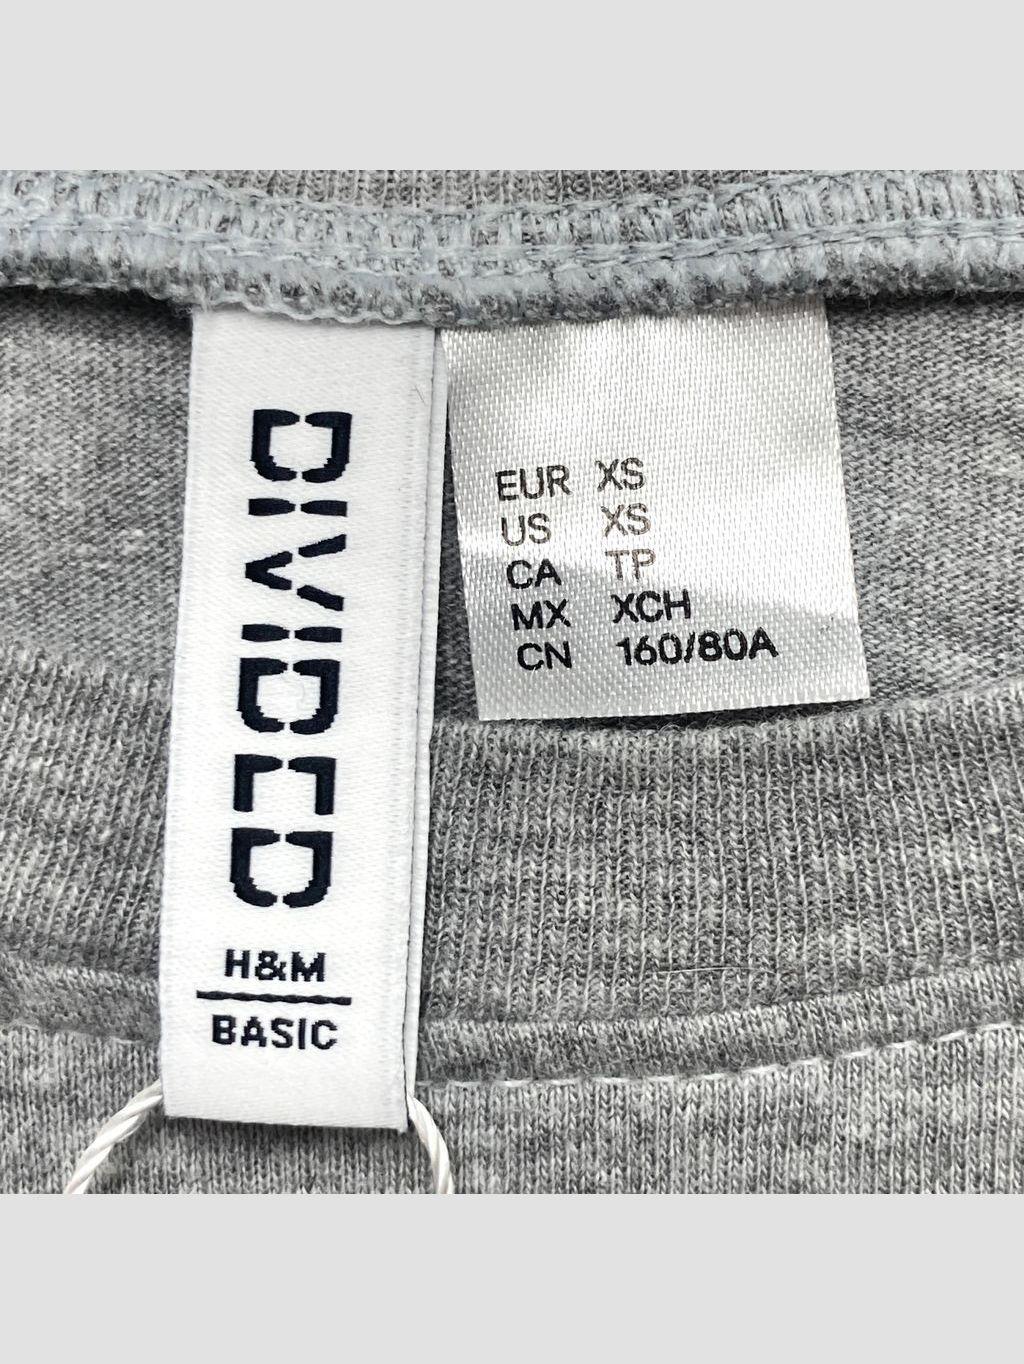 DIVIDED
H&M
BASIC
EUR XS
US XS
CA TP
MX XCH
CN 160/80A